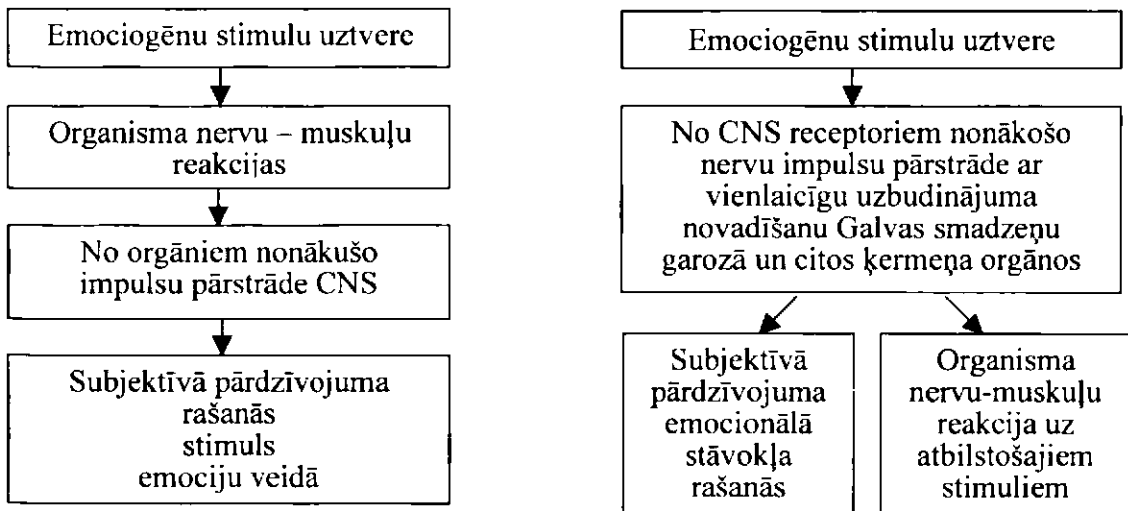 Emociogēnu stimulu uztvere
Organisma nervu – muskuļu
reakcijas
No orgāniem nonākušo
impulsu pārstrāde CNS
Subjektīvā pārdzīvojuma
rašanās
stimuls
emociju veidā
Emociogēnu stimulu uztvere
No CNS receptoriem nonākošo
nervu impulsu pārstrāde ar
vienlaicīgu uzbudinājuma
novadīšanu Galvas smadzeņu
garozā un citos ķermeņa orgānos
Subjektīvā
pārdzīvojuma
emocionālā
stāvokļa
rašanās
Organisma
nervu-muskuļu
reakcija uz
atbilstošajiem
stimuliem